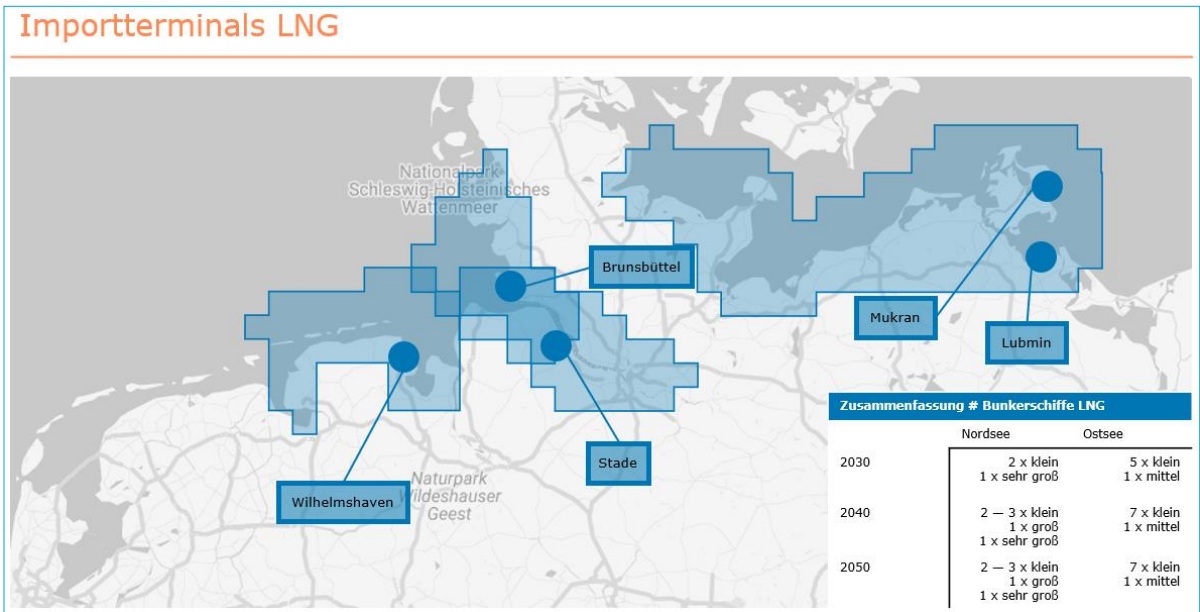 Importterminals LNG
Nationalpark
Schleswig-Holsteinisches
Wattenmeer
Brunsbüttel
Mukran
Lubmin
Stade
Wilhelmshaven
Naturpark
Wildeshauser
Geest
Zusammenfassung # Bunkerschiffe LNG
Nordsee Ostsee
2030 2 x klein 5 x klein
1 x sehr groß 1 x mittel
2040 2 — 3 x klein 7 x klein
1 x groß 1 x mittel
1 x sehr groß
2050 2 — 3 x klein 7 x klein
1 x groß 1 x mittel
1 x sehr groß